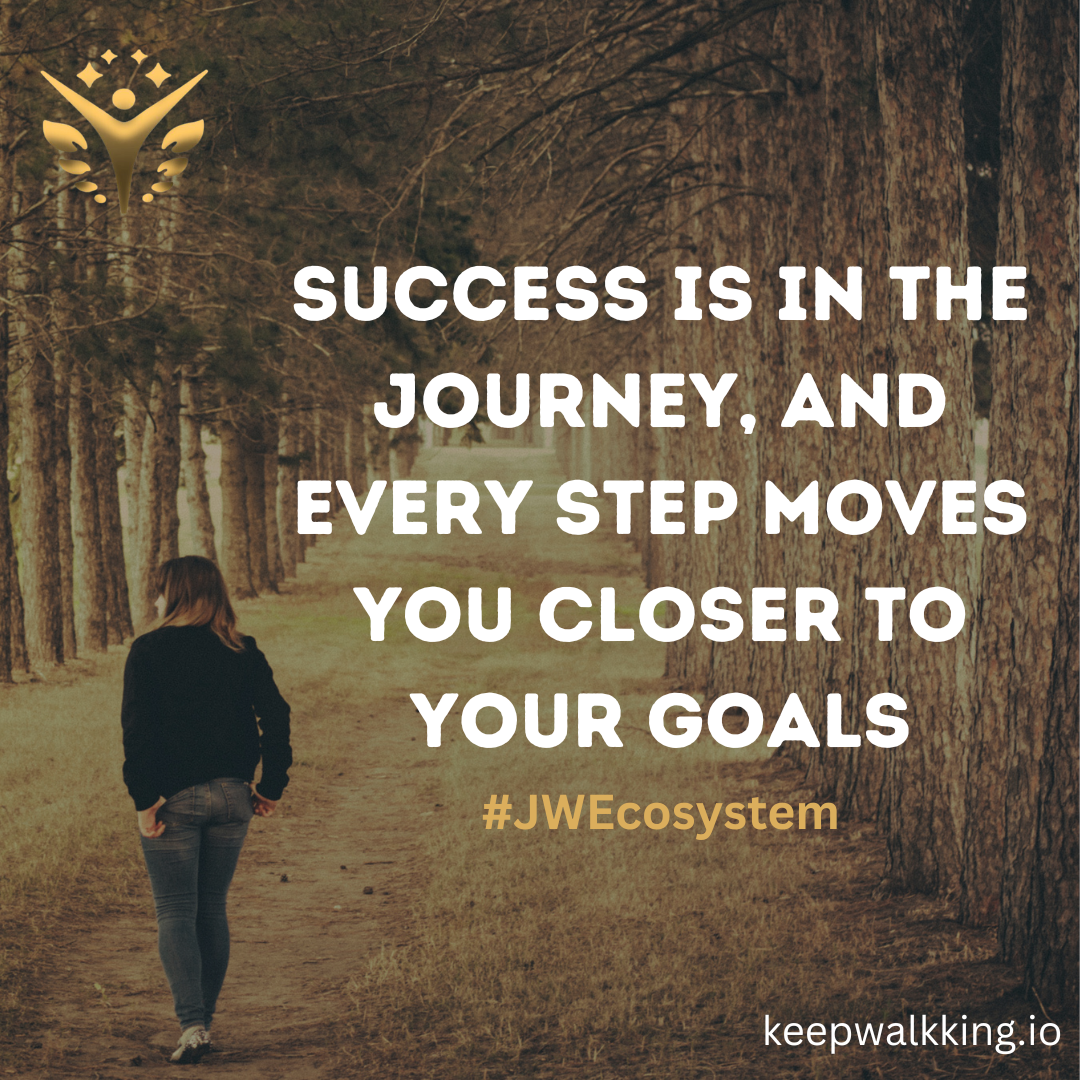 SUCCESS IS IN THE
JOURNEY, AND
EVERY STEP MOVES
YOU CLOSER TO
YOUR GOALS
#JWEcosystem
keepwalkking.io